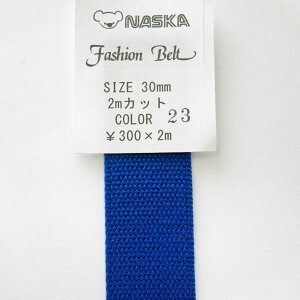 NASKA
Fashion Belt
SIZE 30mm
2mカット
COLOR 23
￥300×2m